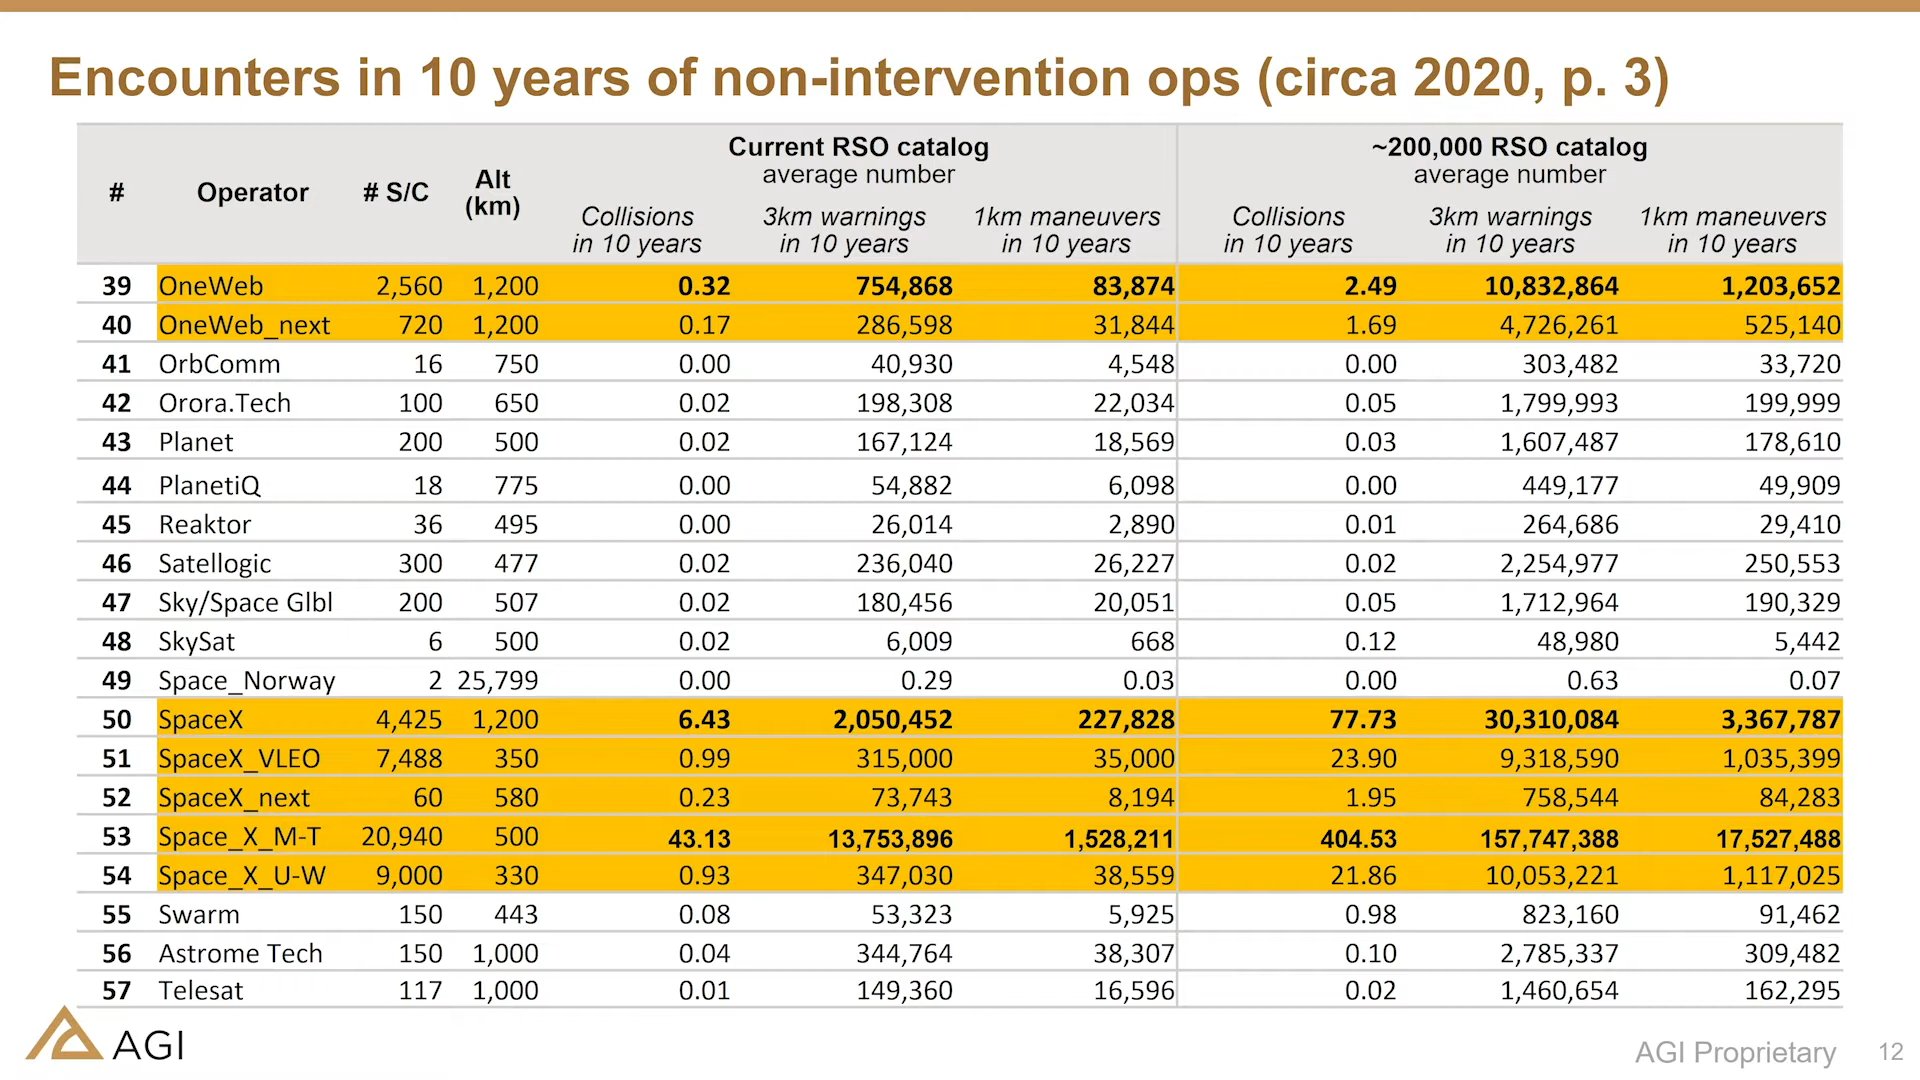 Encounters in 10 years of non-intervention ops (circa 2020, p. 3)
# Operator # S/C Alt (km) Current RSO catalog average number ~200,000 RSO catalog average number
Collisions in 10 years 3km warnings in 10 years 1km maneuvers in 10 years Collisions in 10 years 3km warnings in 10 years 1km maneuvers in 10 years
39 OneWeb 2,560 1,200 0.32 754,868 83,874 2.49 10,832,864 1,203,652
40 OneWeb_next 720 1,200 0.17 286,598 31,844 1.69 4,726,261 525,140
41 OrbComm 16 750 0.00 40,930 4,548 0.00 303,482 33,720
42 Orora.Tech 100 650 0.02 198,308 22,034 0.05 1,799,993 199,999
43 Planet 200 500 0.02 167,124 18,569 0.03 1,607,487 178,610
44 PlanetiQ 18 775 0.00 54,882 6,098 0.00 449,177 49,909
45 Reaktor 36 495 0.00 26,014 2,890 0.01 264,686 29,410
46 Satellogic 300 477 0.02 236,040 26,227 0.02 2,254,977 250,553
47 Sky/Space Glbl 200 507 0.02 180,456 20,051 0.05 1,712,964 190,329
48 SkySat 6 500 0.02 6,009 668 0.12 48,980 5,442
49 Space_Norway 2 25,799 0.00 0.29 0.03 0.00 0.63 0.07
50 SpaceX 4,425 1,200 6.43 2,050,452 227,828 77.73 30,310,084 3,367,787
51 SpaceX_VLEO 7,488 350 0.99 315,000 35,000 23.90 9,318,590 1,035,399
52 SpaceX_next 60 580 0.23 73,743 8,194 1.95 758,544 84,283
53 Space_X_M-T 20,940 500 43.13 13,753,896 1,528,211 404.53 157,747,388 17,527,488
54 Space_X_U-W 9,000 330 0.93 347,030 38,559 21.86 10,053,221 1,117,025
55 Swarm 150 443 0.08 53,323 5,925 0.98 823,160 91,462
56 Astrome Tech 150 1,000 0.04 344,764 38,307 0.10 2,785,337 309,482
57 Telesat 117 1,000 0.01 149,360 16,596 0.02 1,460,654 162,295
AGI
AGI Proprietary 12